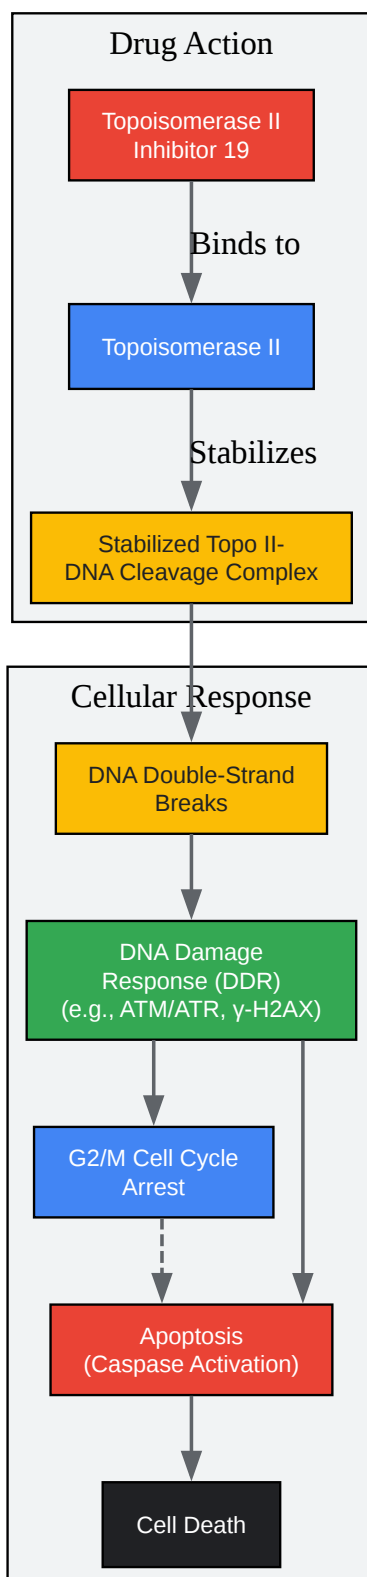 Drug Action
Topoisomerase II
Inhibitor 19
Binds to
Topoisomerase II
Stabilizes
Stabilized Topo II-
DNA Cleavage Complex
Cellular Response
DNA Double-Strand
Breaks
DNA Damage
Response (DDR)
(e.g., ATM/ATR, γ-H2AX)
G2/M Cell Cycle
Arrest
Apoptosis
(Caspase Activation)
Cell Death